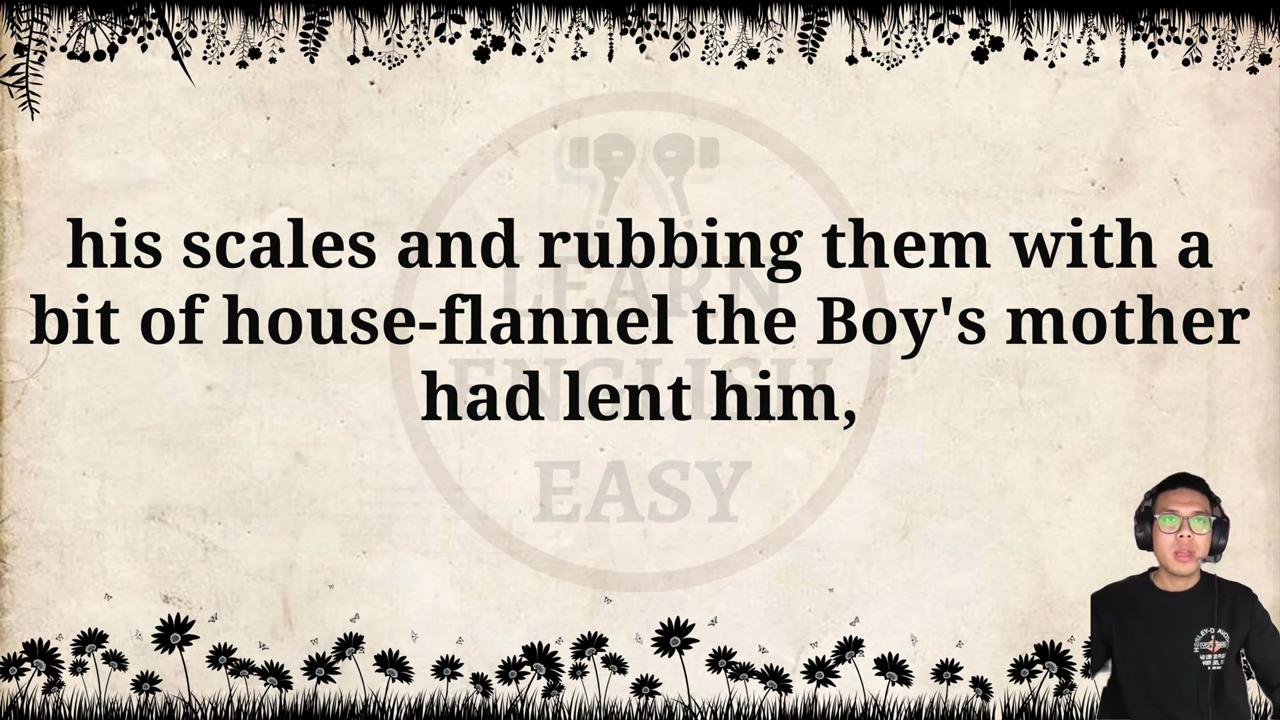 his scales and rubbing them with a
bit of house-flannel the Boy's mother
had lent him,
LEARN
ENGLISH
EASY